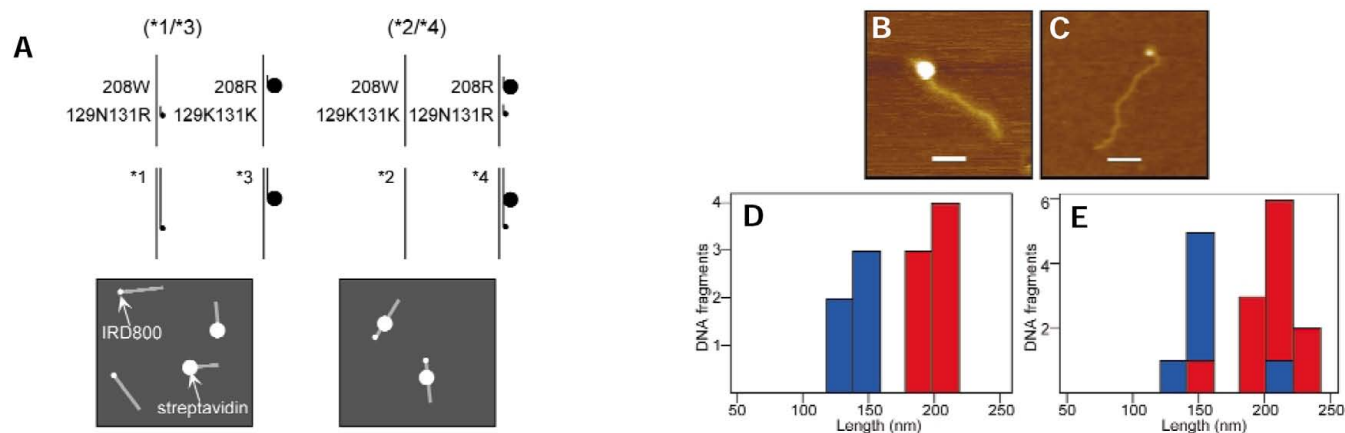 A
(*1/*3)
(*2/*4)
208W
208R
208W
208R
129N131R
129K131K
129K131K
129N131R
*1
*3
*2
*4
IRD800
streptavidin
B
C
D
DNA fragments
4
3
2
1
50
100
150
200
250
Length (nm)
E
DNA fragments
6
4
2
50
100
150
200
250
Length (nm)